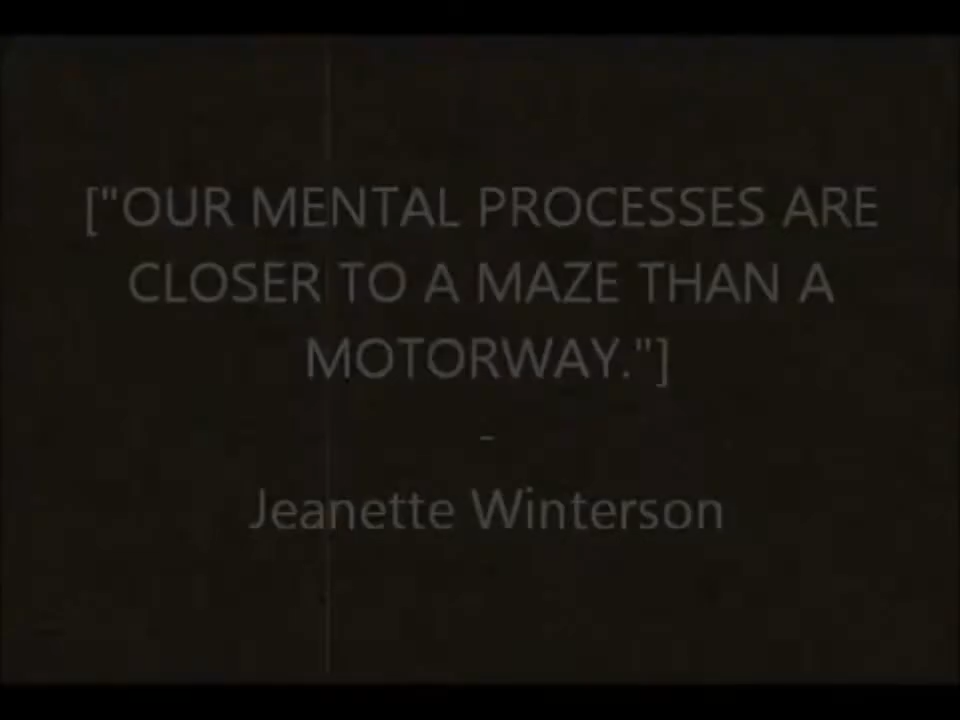 ["OUR MENTAL PROCESSES ARE
CLOSER TO A MAZE THAN A
MOTORWAY."]
-
Jeanette Winterson